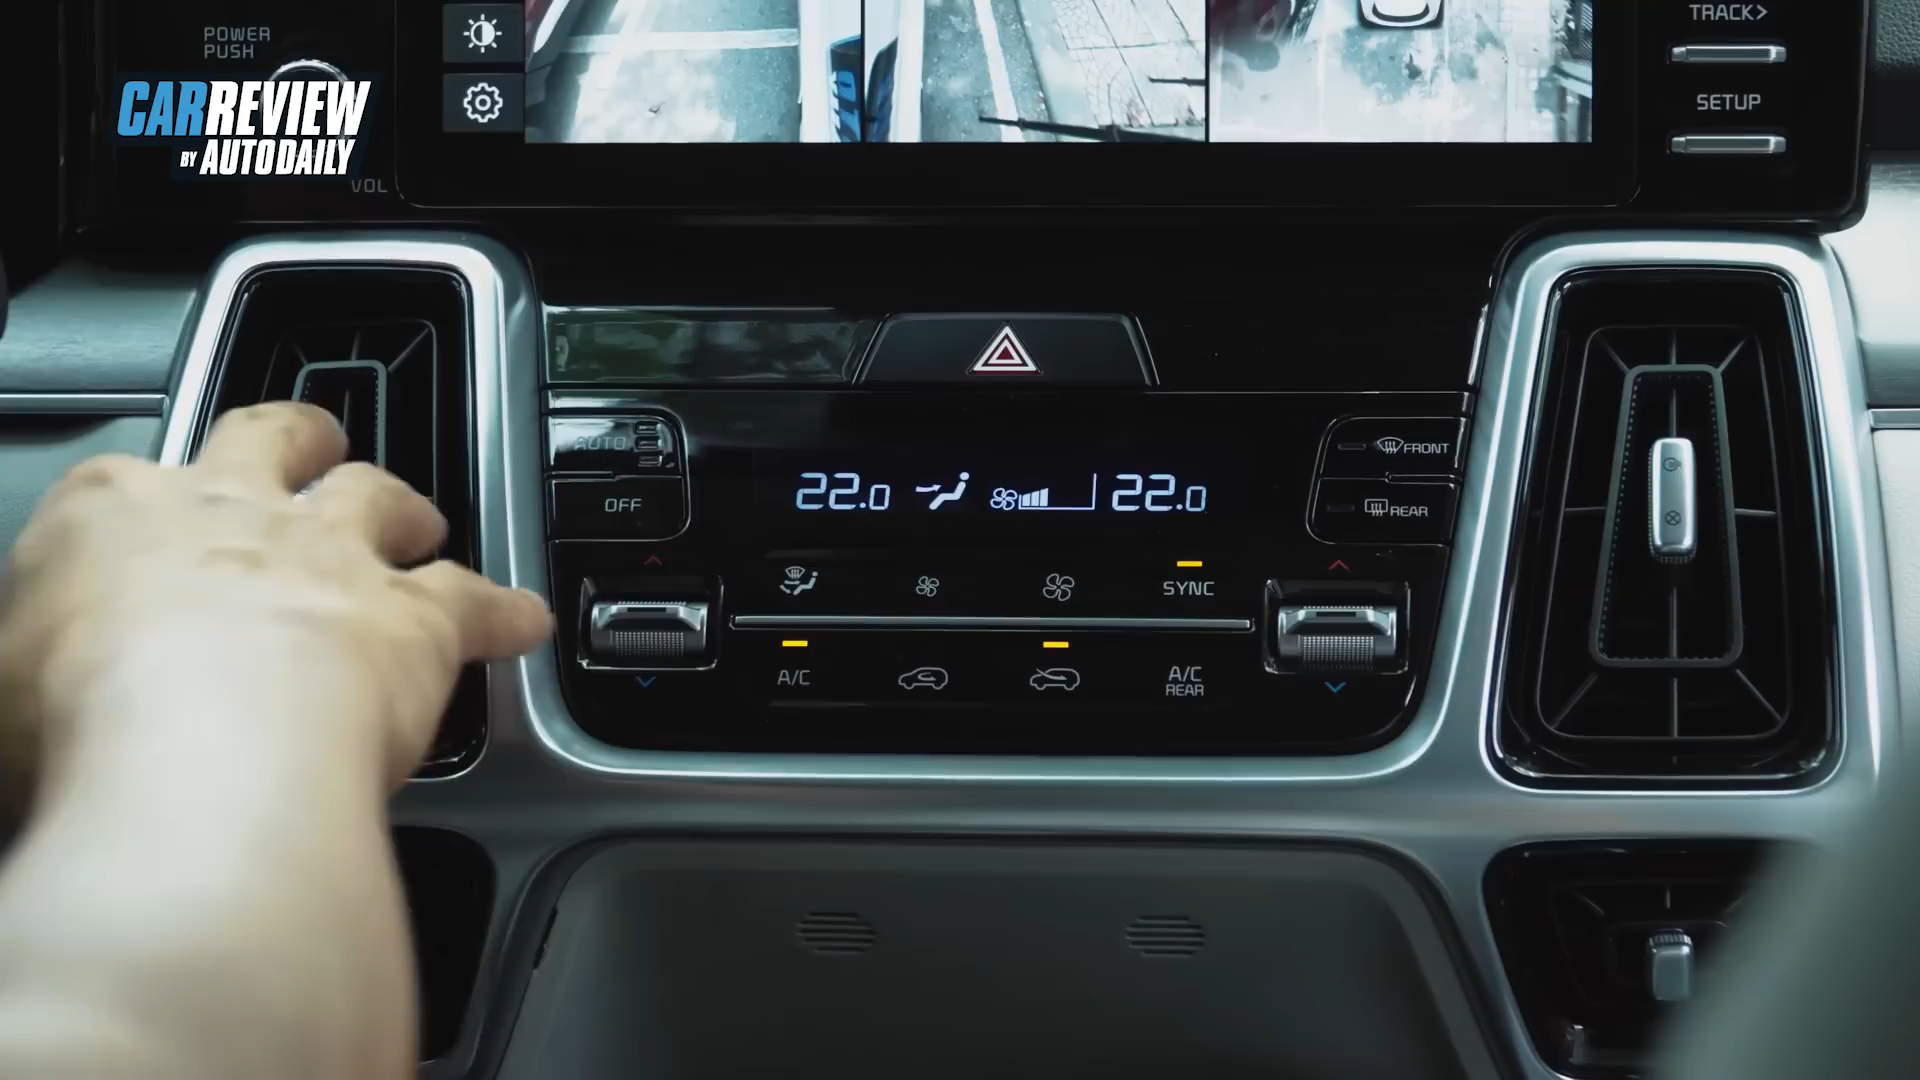 POWER
PUSH
CARREVIEW
BY AUTODAILY
VOL
TRACK>
SETUP
AUTO
OFF
22.0
22.0
FRONT
REAR
SYNC
A/C
A/C
REAR